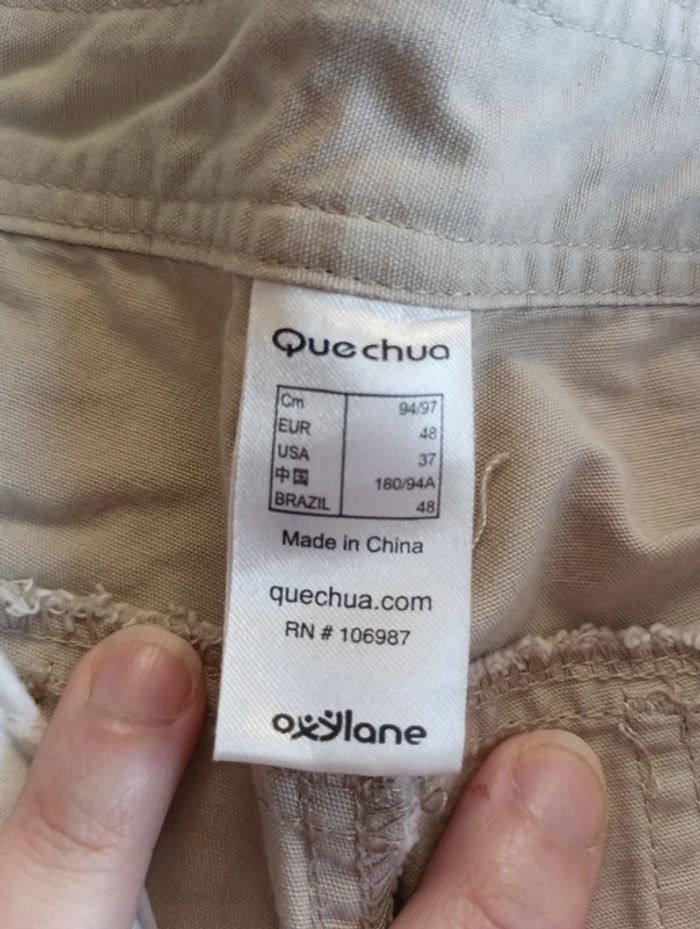 Quechua
Cm 94/97
EUR 48
USA 37
中国 180/94A
BRAZIL 48
Made in China
quechua.com
RN # 106987
oxylane